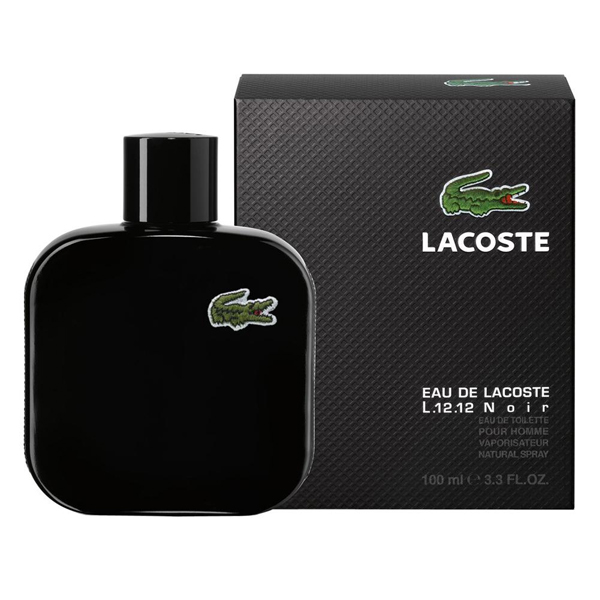 LACOSTE
EAU DE LACOSTE
L.12.12 Noir
EAU DE TOILETTE
POUR HOMME
VAPORISATEUR
NATURAL SPRAY
100 ml ℮ 3.3 FL.OZ.